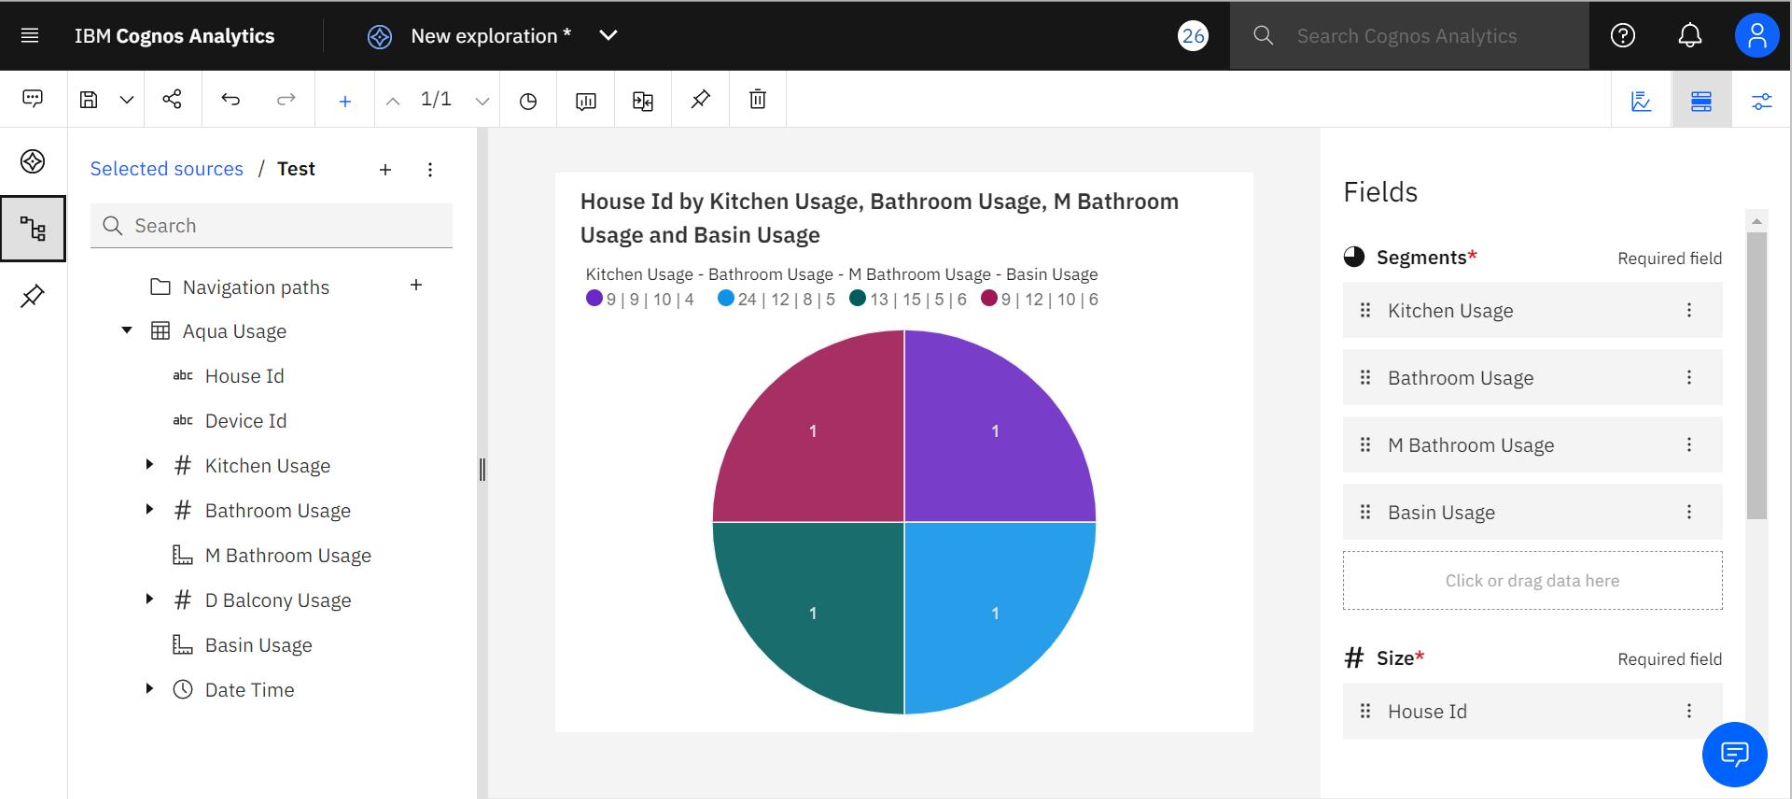 IBM Cognos Analytics
New exploration *
26
Search Cognos Analytics
1/1
Selected sources / Test
Search
Navigation paths
Aqua Usage
abc House Id
abc Device Id
# Kitchen Usage
# Bathroom Usage
M Bathroom Usage
# D Balcony Usage
Basin Usage
Date Time
House Id by Kitchen Usage, Bathroom Usage, M Bathroom
Usage and Basin Usage
Kitchen Usage - Bathroom Usage - M Bathroom Usage - Basin Usage
9 | 9 | 10 | 4 24 | 12 | 8 | 5 13 | 15 | 5 | 6 9 | 12 | 10 | 6
1 1
1 1
Fields
Segments* Required field
Kitchen Usage
Bathroom Usage
M Bathroom Usage
Basin Usage
Click or drag data here
# Size* Required field
House Id